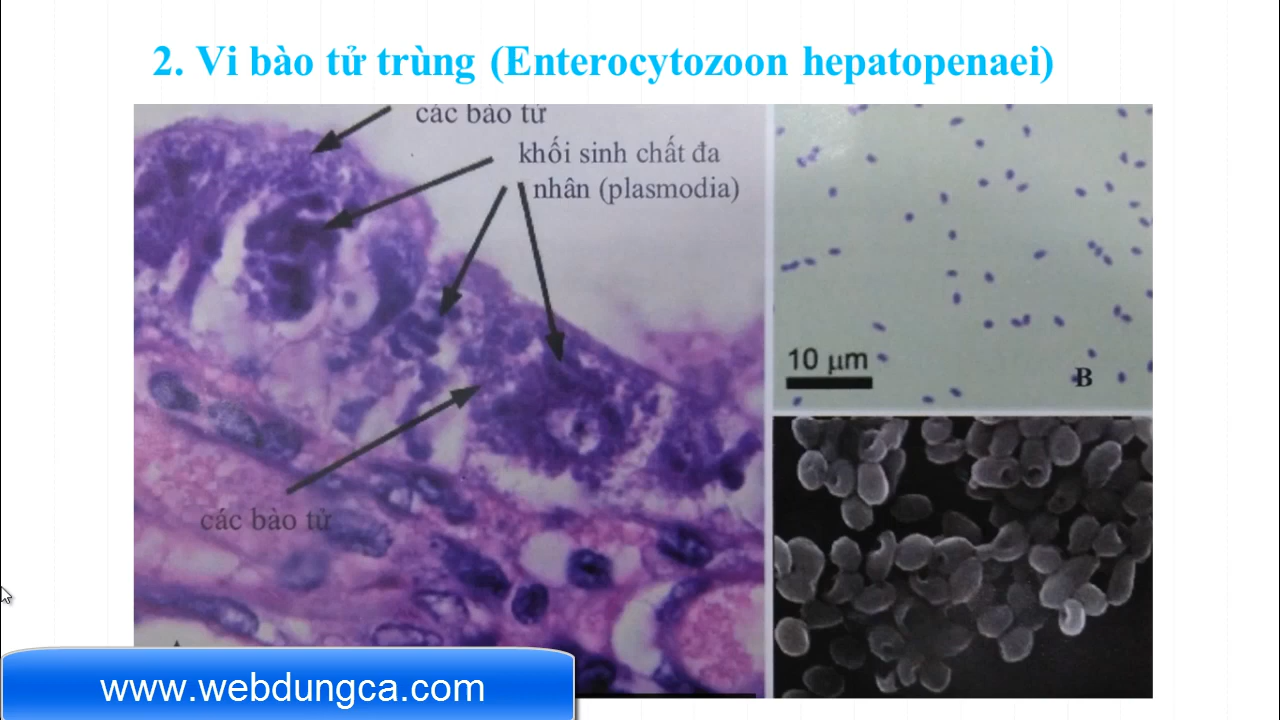 2. Vi bào tử trùng (Enterocytozoon hepatopenaei)
các bào tử
khối sinh chất đa
nhân (plasmodia)
các bào tử
10 µm
B
www.webdungca.com